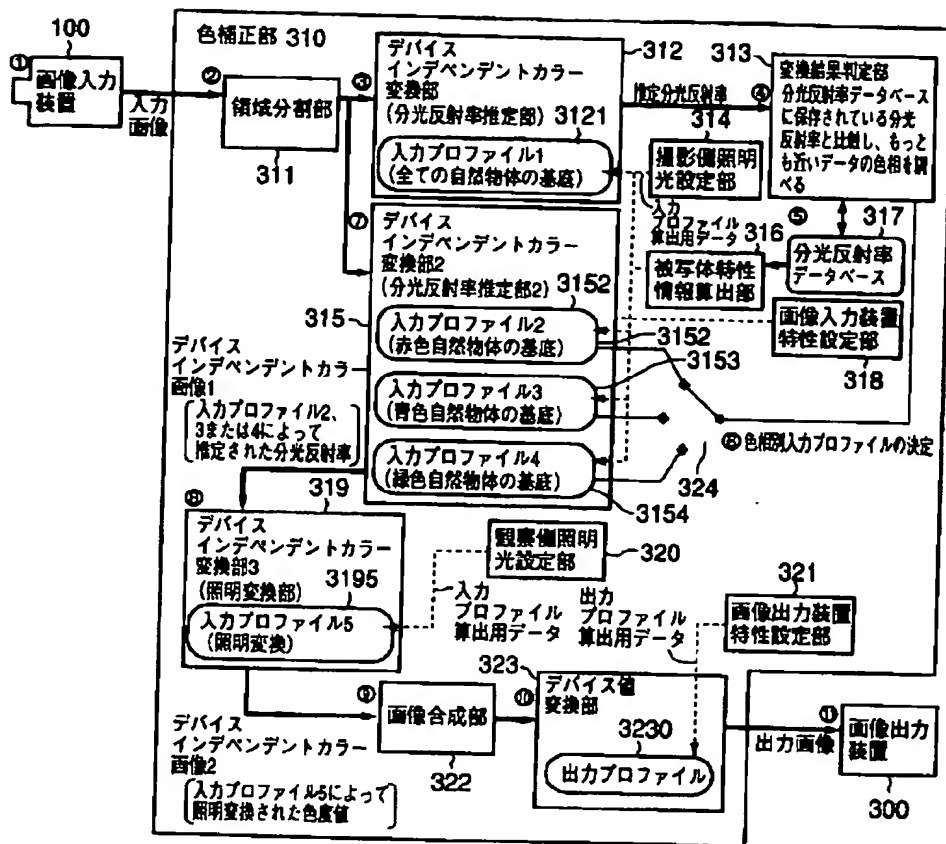 100
①
画像入力
装置
入力
画像
色補正部 310
②
領域分割部
311
③
デバイス
インデペンデントカラー
変換部
(分光反射率推定部)
3121
入力プロファイル1
(全ての自然物体の基底)
312
推定分光反射率
④
313
変換結果判定部
分光反射率データベース
に保存されている分光
反射率と比較し、もっと
も近いデータの色相を調
べる
314
撮影側照明
光設定部
入力
プロファイル
算出用データ
316
被写体特性
情報算出部
⑤
317
分光反射率
データベース
画像入力装置
特性設定部
318
⑦
デバイス
インデペンデントカラー
変換部2
(分光反射率推定部2)
3152
315
入力プロファイル2
(赤色自然物体の基底)
3152
3153
入力プロファイル3
(青色自然物体の基底)
入力プロファイル4
(緑色自然物体の基底)
3154
324
色相別入力プロファイルの決定
デバイス
インデペンデントカラー
画像1
入力プロファイル2、
3または4によって
推定された分光反射率
319
⑧
デバイス
インデペンデントカラー
変換部3
(照明変換部)
3195
入力プロファイル5
(照明変換)
観察側照明
光設定部
320
入力
プロファイル
算出用データ
出力
プロファイル
算出用データ
321
画像出力装置
特性設定部
⑨
画像合成部
322
323
⑩
デバイス値
変換部
3230
出力プロファイル
⑪
出力画像
画像出力
装置
300
デバイス
インデペンデントカラー
画像2
入力プロファイル5によって
照明変換された色度値